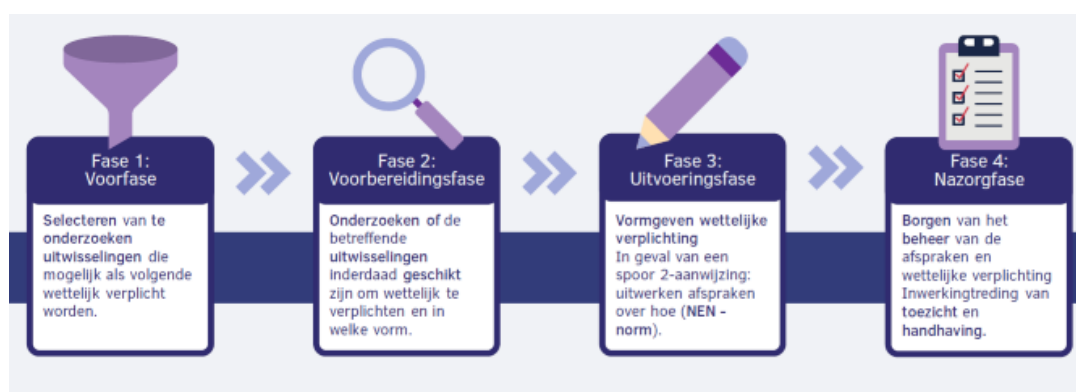 Fase 1:
Voorfase
Selecteren van te
onderzoeken
uitwisselingen die
mogelijk als volgende
wettelijk verplicht
worden.
Fase 2:
Voorbereidingsfase
Onderzoeken of de
betreffende
uitwisselingen
inderdaad geschikt
zijn om wettelijk te
verplichten en in
welke vorm.
Fase 3:
Uitvoeringsfase
Vormgeven wettelijke
verplichting
In geval van een
spoor 2-aanwijzing:
uitwerken afspraken
over hoe (NEN -
norm).
Fase 4:
Nazorgfase
Borgen van het
beheer van de
afspraken en
wettelijke verplichting
Inwerkingtreding van
toezicht en
handhaving.